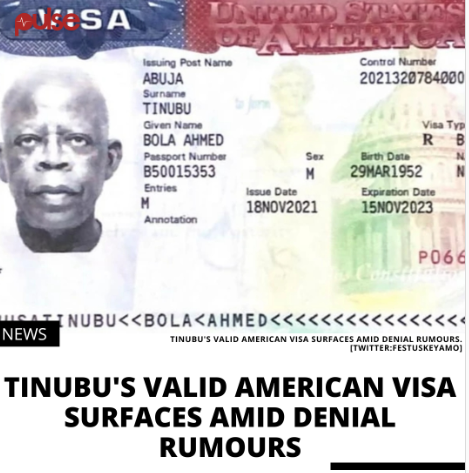 pulse
VISA
UNITED STATES
OF AMERICA
Issuing Post Name
ABUJA
Control Number
2021320784000
Surname
TINUBU
Given Name
BOLA AHMED
Visa Typ
R B
Passport Number
B50015353
Sex
M
Birth Date
29MAR1952
N
N
Entries
M
Issue Date
18NOV2021
Expiration Date
15NOV2023
Annotation
P066
USATINUBU<<BOLA<AHMED<<<<<<<<<<<<<<<<<
NEWS
TINUBU'S VALID AMERICAN VISA SURFACES AMID DENIAL RUMOURS.
[TWITTER:FESTUSKEYAMO]
TINUBU'S VALID AMERICAN VISA
SURFACES AMID DENIAL
RUMOURS